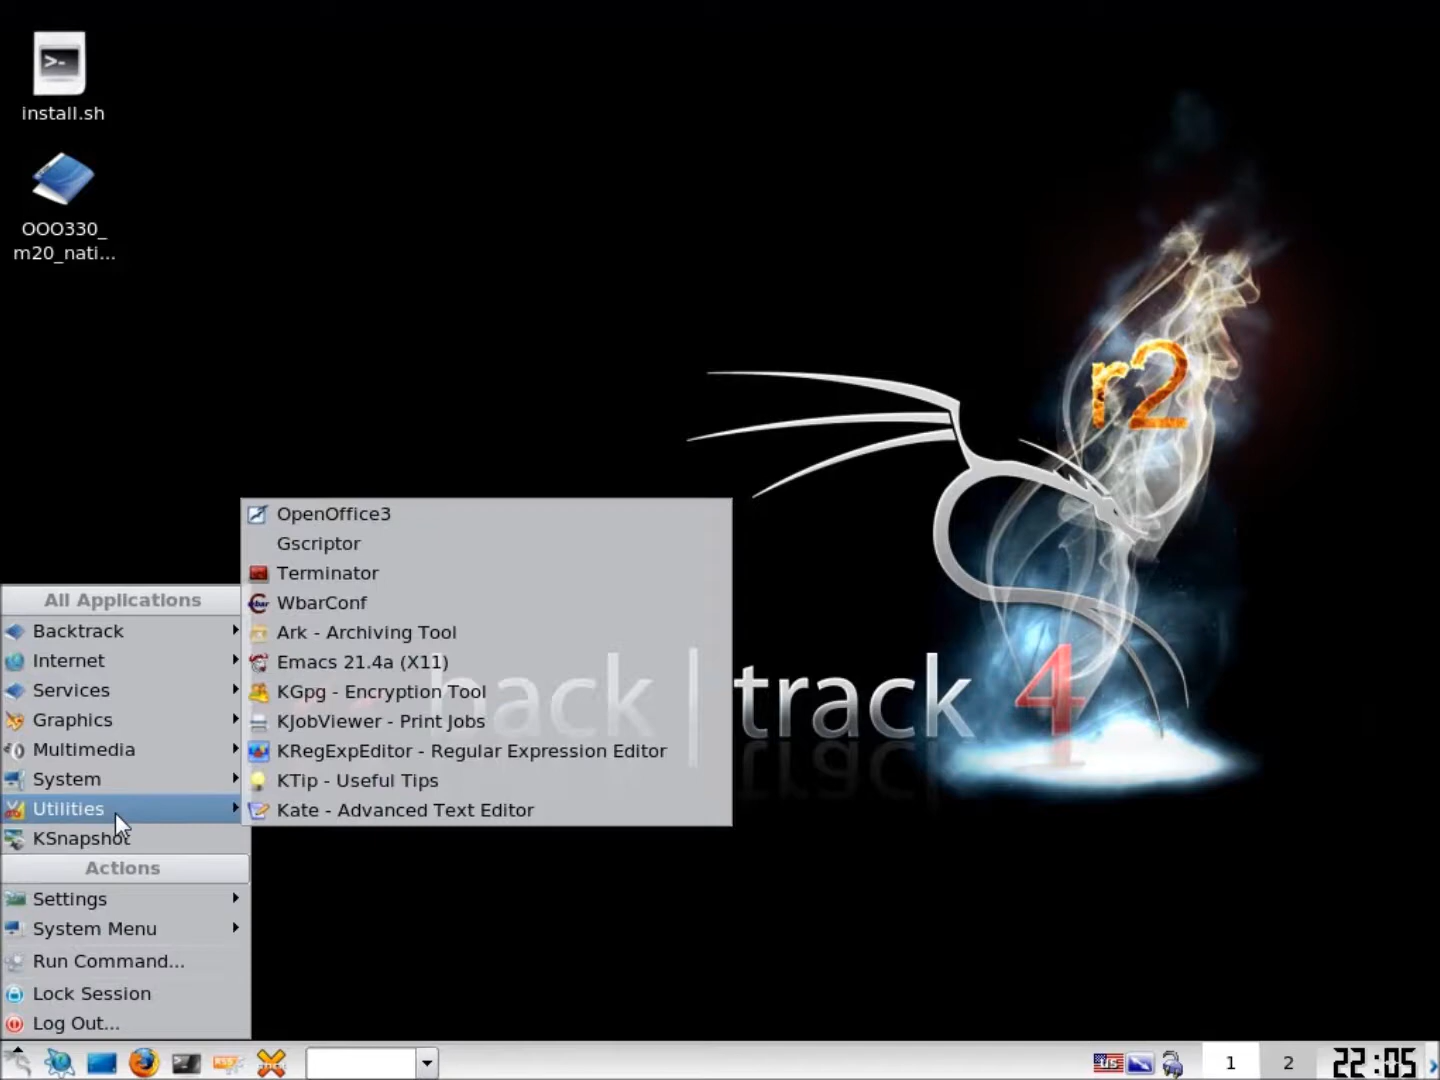 install.sh
OOO330_
m20_nati...
r2
back|track 4
OpenOffice3
Gscriptor
Terminator
WbarConf
Ark - Archiving Tool
Emacs 21.4a (X11)
KGpg - Encryption Tool
KJobViewer - Print Jobs
KRegExpEditor - Regular Expression Editor
KTip - Useful Tips
Kate - Advanced Text Editor
All Applications
Backtrack
Internet
Services
Graphics
Multimedia
System
Utilities
KSnapshot
Actions
Settings
System Menu
Run Command...
Lock Session
Log Out...
us
1
2
22:05